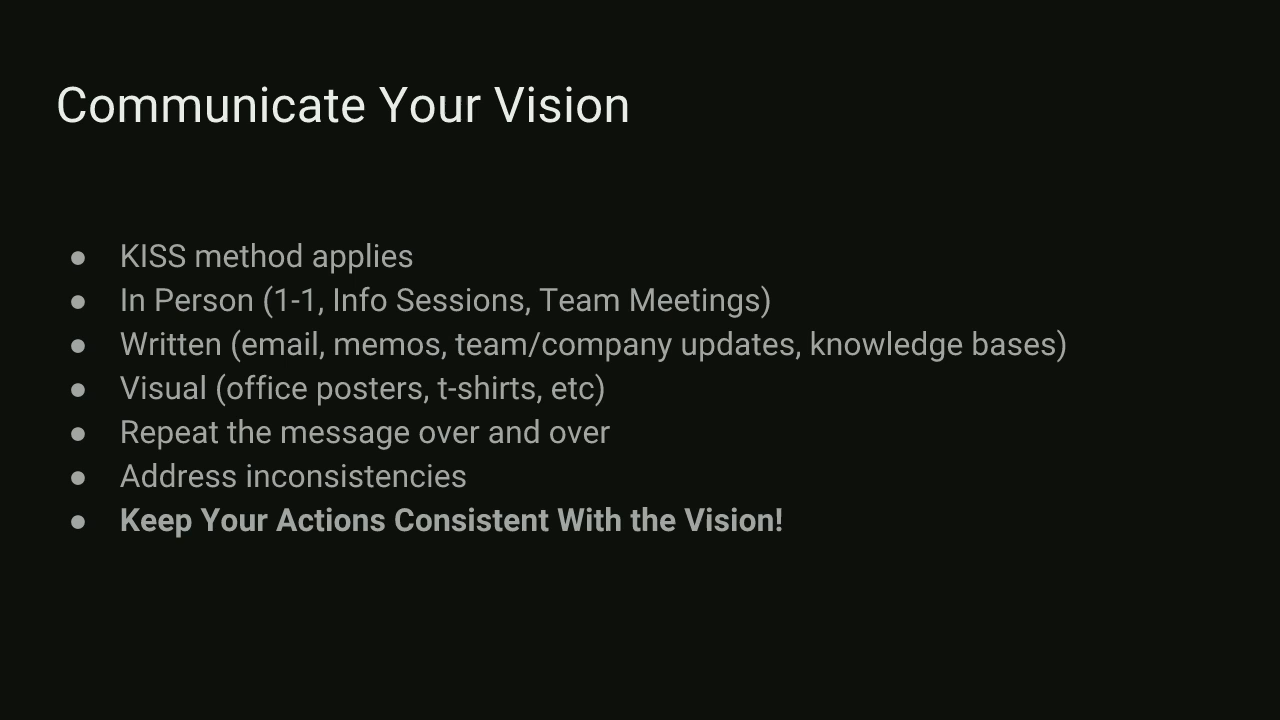 Communicate Your Vision
● KISS method applies
● In Person (1-1, Info Sessions, Team Meetings)
● Written (email, memos, team/company updates, knowledge bases)
● Visual (office posters, t-shirts, etc)
● Repeat the message over and over
● Address inconsistencies
● Keep Your Actions Consistent With the Vision!